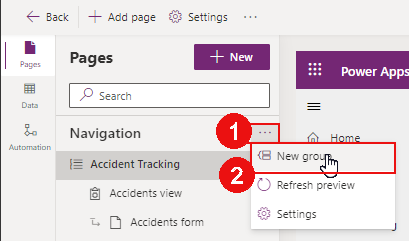 Back
Add page
Settings
...
Pages
Pages
New
Data
Search
Power Apps
Navigation
1
...
Home
Automation
Accident Tracking
2
New group
Accidents view
Refresh preview
Accidents form
Settings